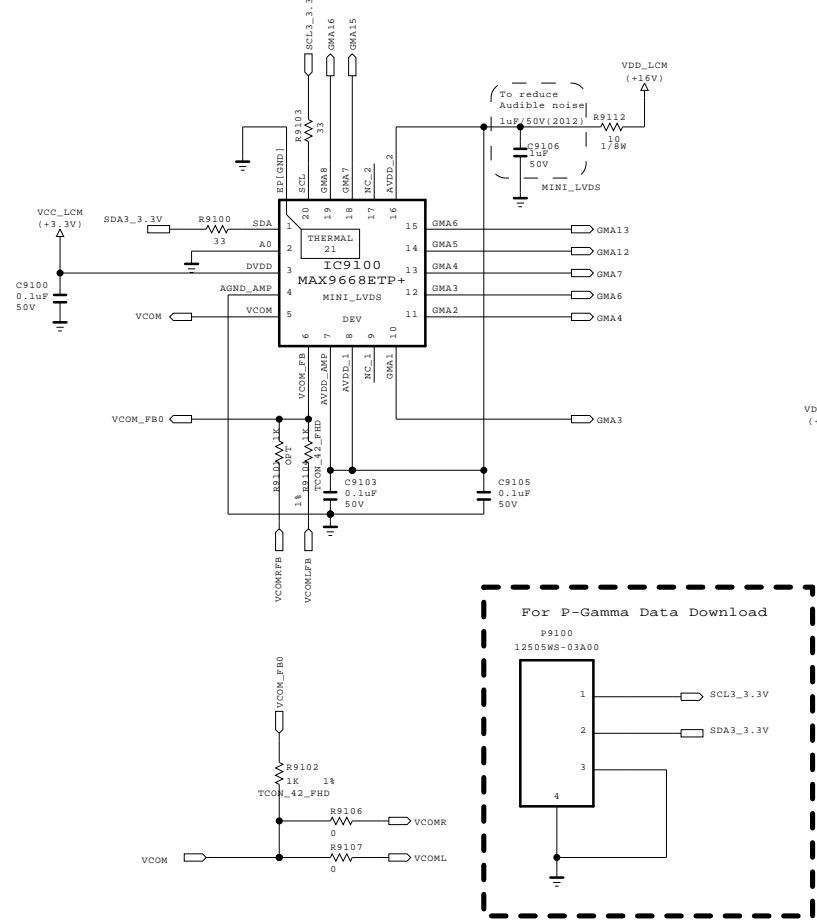 SCL3_3.3
GMA16
GMA15
VDD_LCM
(+16V)
To reduce
Audible noise
1uF/50V(2012)
R9112
10
1/8W
C9106
1uF
50V
MINI_LVDS
R9103
33
EP[GND]
SCL
GMA8
GMA7
NC_2
AVDD_2
20
19
18
17
16
VCC_LCM
(+3.3V)
SDA3_3.3V
R9100
33
SDA
A0
DVDD
AGND_AMP
VCOM
1
2
3
4
5
THERMAL
21
IC9100
MAX9668ETP+
MINI_LVDS
DEV
15
14
13
12
11
GMA6
GMA5
GMA4
GMA3
GMA2
GMA13
GMA12
GMA7
GMA6
GMA4
C9100
0.1uF
50V
VCOM
6
7
8
9
10
VCOM_FB
AVDD_AMP
AVDD_1
NC_1
GMA1
VCOM_FB0
GMA3
VD
(+
1K
OPT
1K
R9104
1%
TCON_42_FHD
C9103
0.1uF
50V
C9105
0.1uF
50V
VCOMRFB
VCOMLFB
For P-Gamma Data Download
P9100
12505WS-03A00
1
SCL3_3.3V
2
SDA3_3.3V
3
4
VCOM_FB0
R9102
1K 1%
TCON_42_FHD
R9106
0
VCOMR
R9107
0
VCOML
VCOM